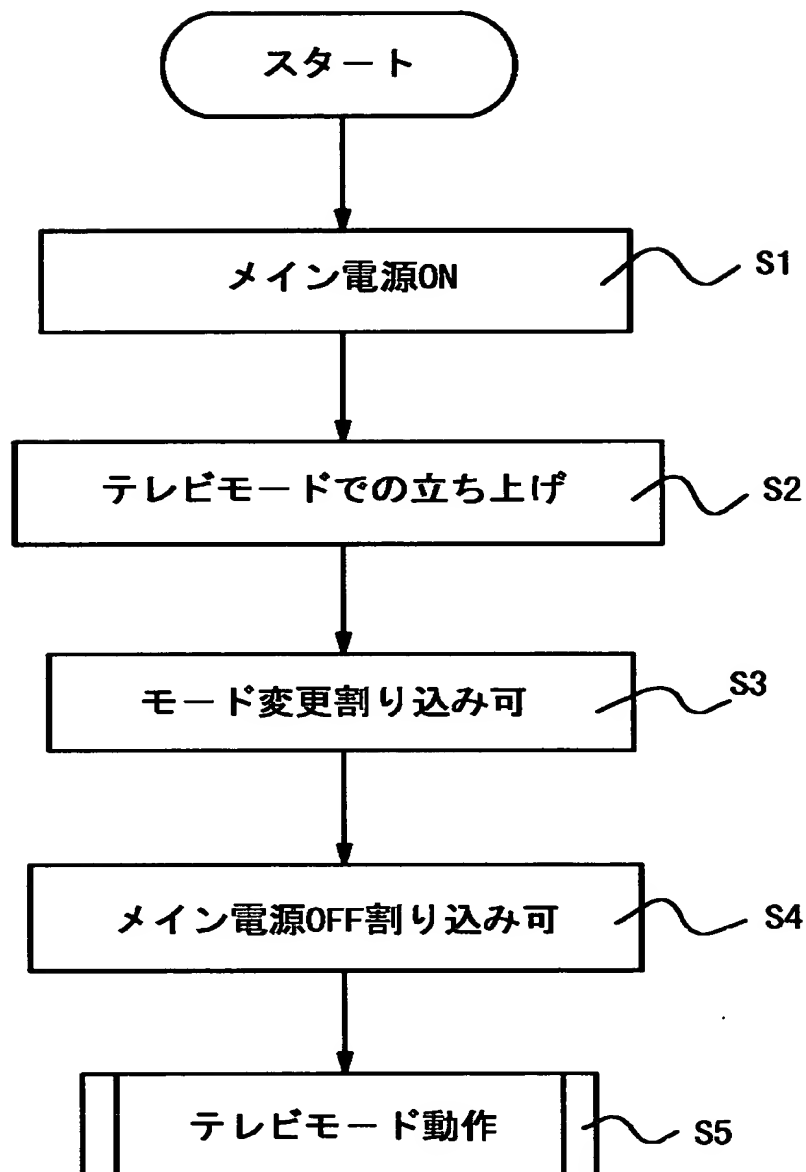 スタート
メイン電源ON
S1
テレビモードでの立ち上げ
S2
モード変更割り込み可
S3
メイン電源OFF割り込み可
S4
テレビモード動作
S5